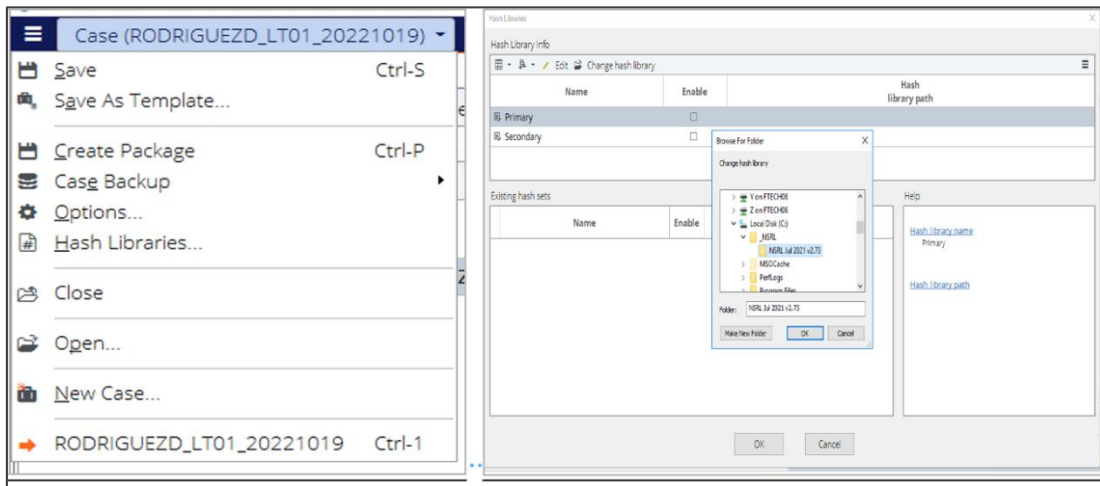 Case (RODRIGUEZD_LT01_20221019)
Save Ctrl-S
Save As Template...
Create Package Ctrl-P
Case Backup
Options...
Hash Libraries...
Close
Open...
New Case...
RODRIGUEZD_LT01_20221019 Ctrl-1
Hash Libraries
Hash Library Info
Edit Change hash library
Name Enable Hash library path
Primary
Secondary
Browse For Folder
Change hash library
Y on FTECH06
Z on FTECH06
Local Disk (C:)
_NSRL
NSRL Jul 2021 v2.73
MSOCache
PerfLogs
Program Files
Folder: NSRL Jul 2021 v2.73
Make New Folder OK Cancel
Existing hash sets
Name Enable
Help
Hash library name
Primary
Hash library path
OK Cancel